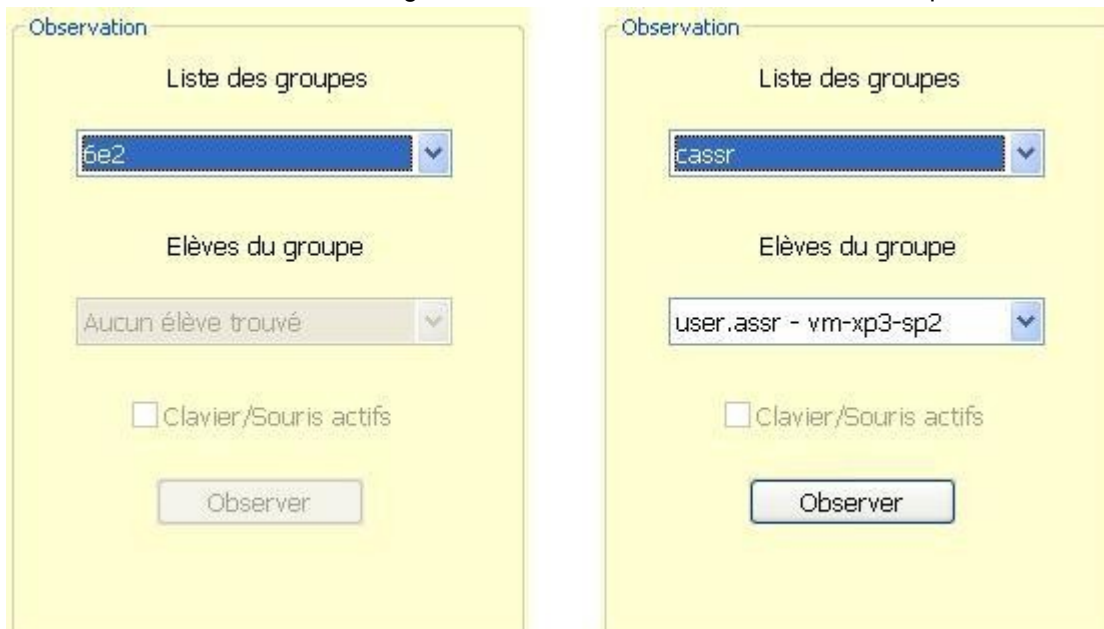 Observation
Liste des groupes
6e2
Elèves du groupe
Aucun élève trouvé
Clavier/Souris actifs
Observer
Observation
Liste des groupes
cassr
Elèves du groupe
user.assr - vm-xp3-sp2
Clavier/Souris actifs
Observer